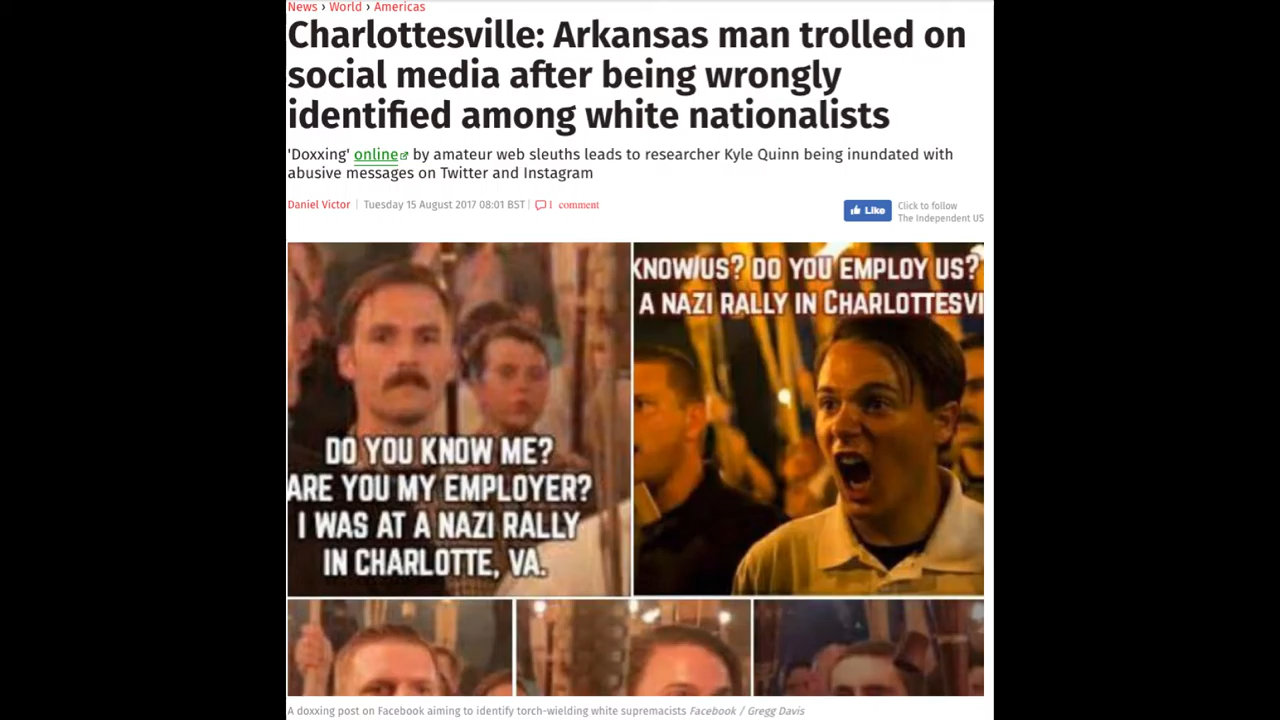 News › World › Americas
Charlottesville: Arkansas man trolled on
social media after being wrongly
identified among white nationalists
'Doxxing' online by amateur web sleuths leads to researcher Kyle Quinn being inundated with
abusive messages on Twitter and Instagram
Daniel Victor | Tuesday 15 August 2017 08:01 BST | 1 comment
Like
Click to follow
The Independent US
DO YOU KNOW ME?
ARE YOU MY EMPLOYER?
I WAS AT A NAZI RALLY
IN CHARLOTTE, VA.
KNOW US? DO YOU EMPLOY US?
A NAZI RALLY IN CHARLOTTESVI
A doxxing post on Facebook aiming to identify torch-wielding white supremacists Facebook / Gregg Davis